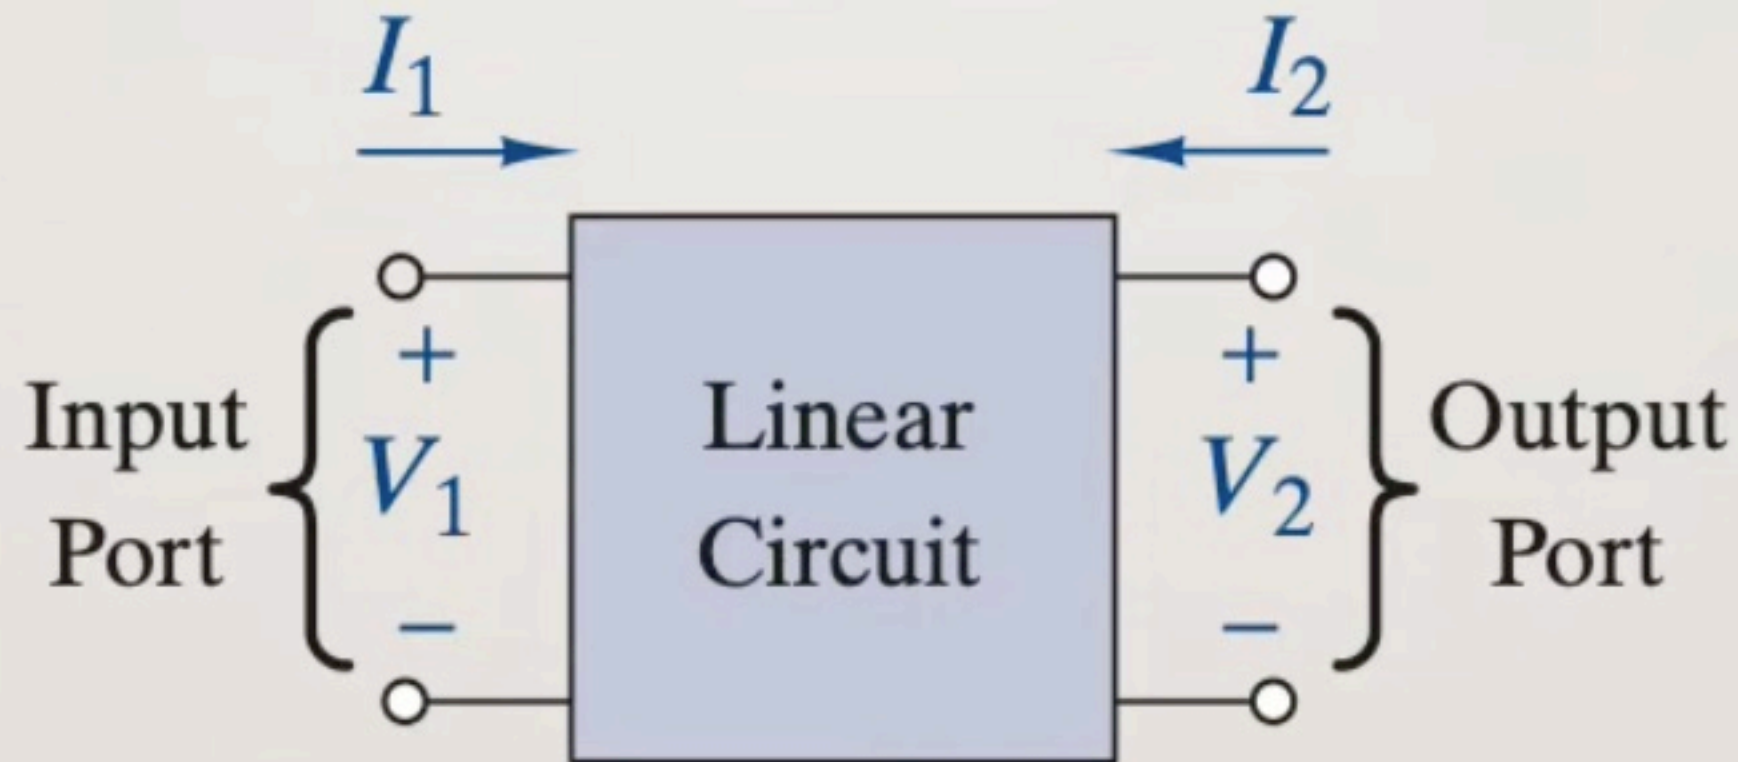 I1
I2
+
+
Input
Port
V1
Linear
Circuit
V2
Output
Port
−
−